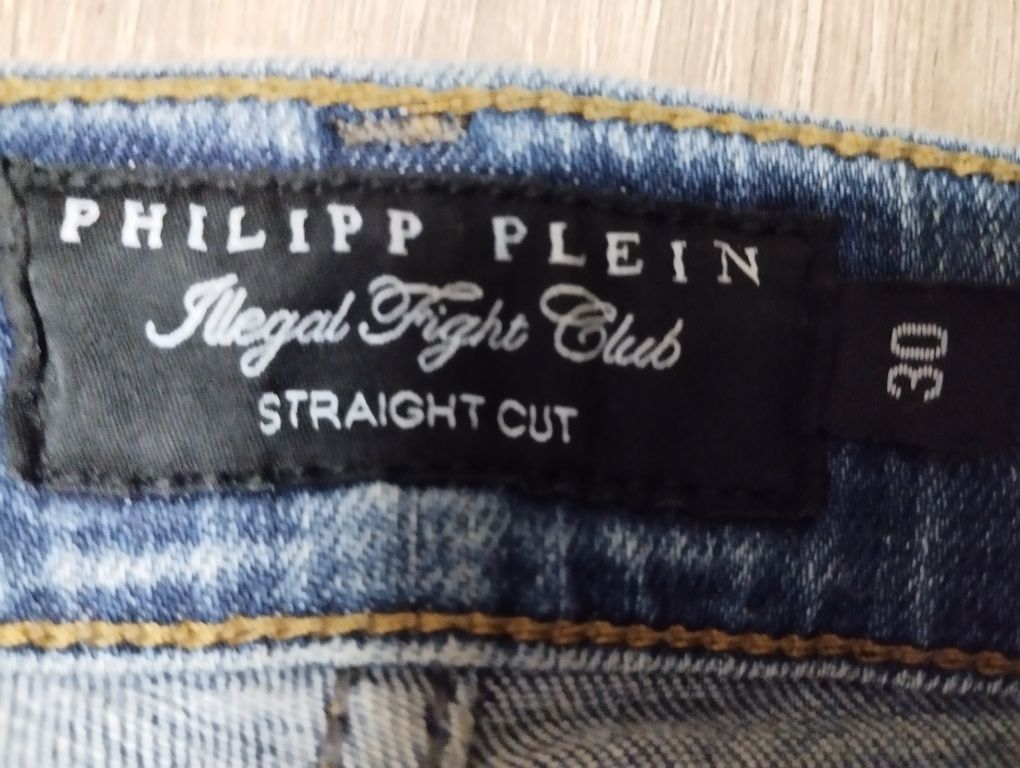 PHILIPP PLEIN
Illegal Fight Club
STRAIGHT CUT
30